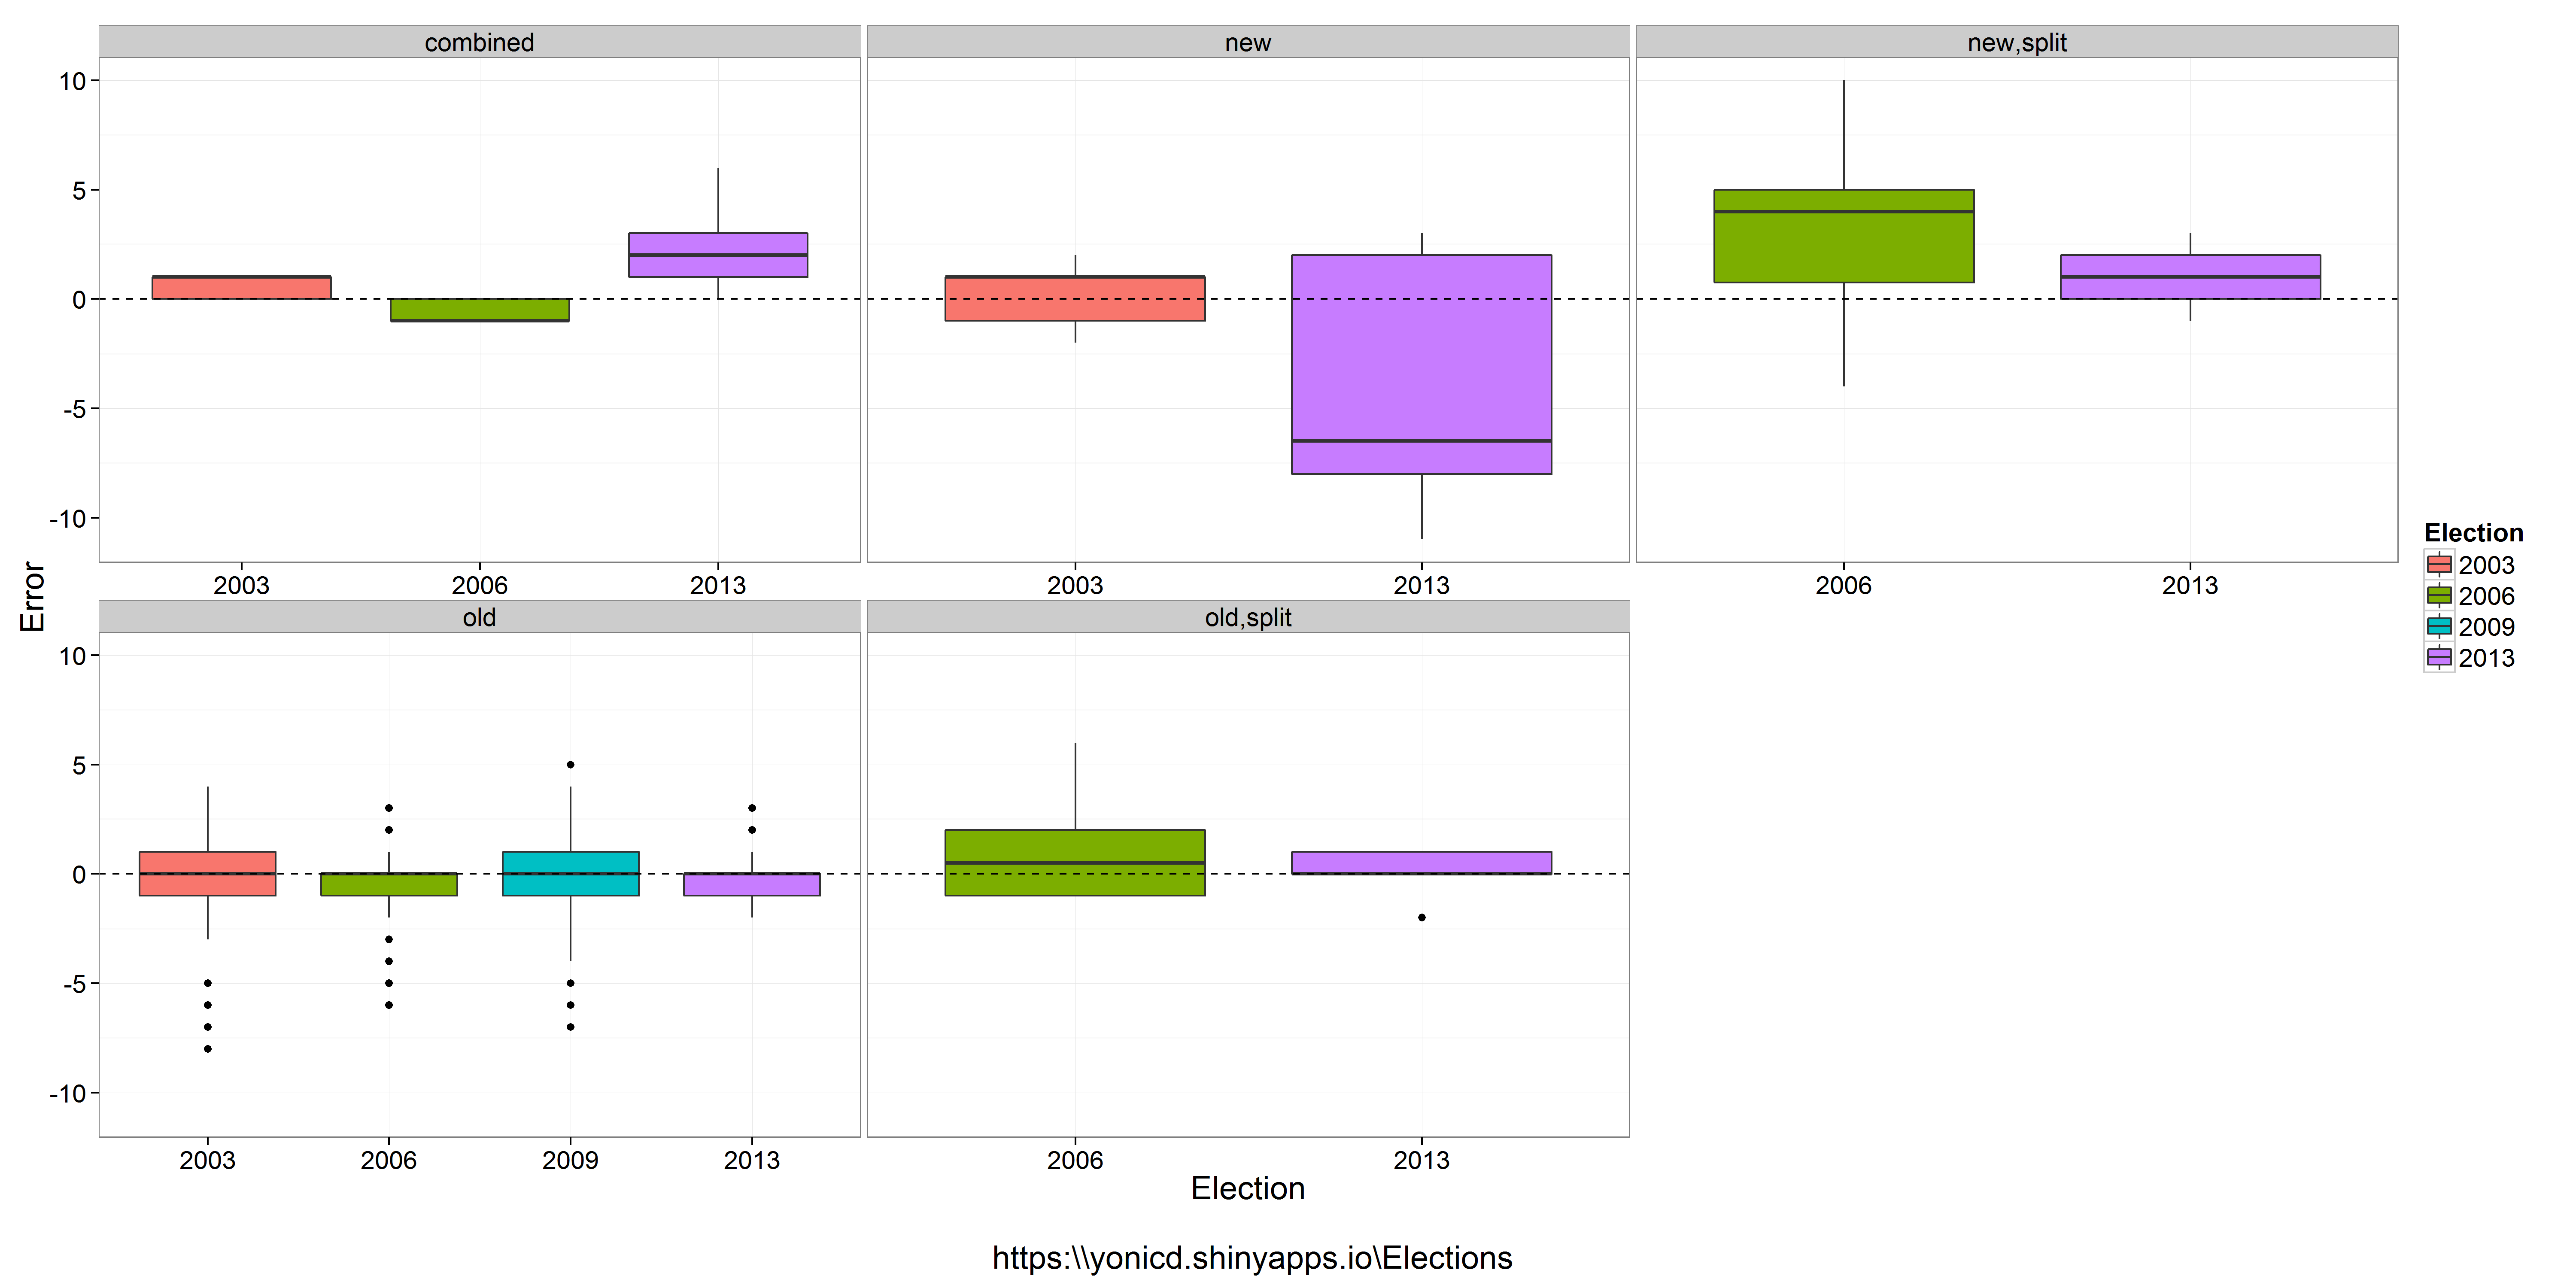 combined
new
new,split
10
5
0
-5
-10
2003 2006 2013
2003 2013
2006 2013
Error
old
old,split
10
5
0
-5
-10
2003 2006 2009 2013
2006 2013
Election
Election
2003
2006
2009
2013
https:\\yonicd.shinyapps.io\Elections